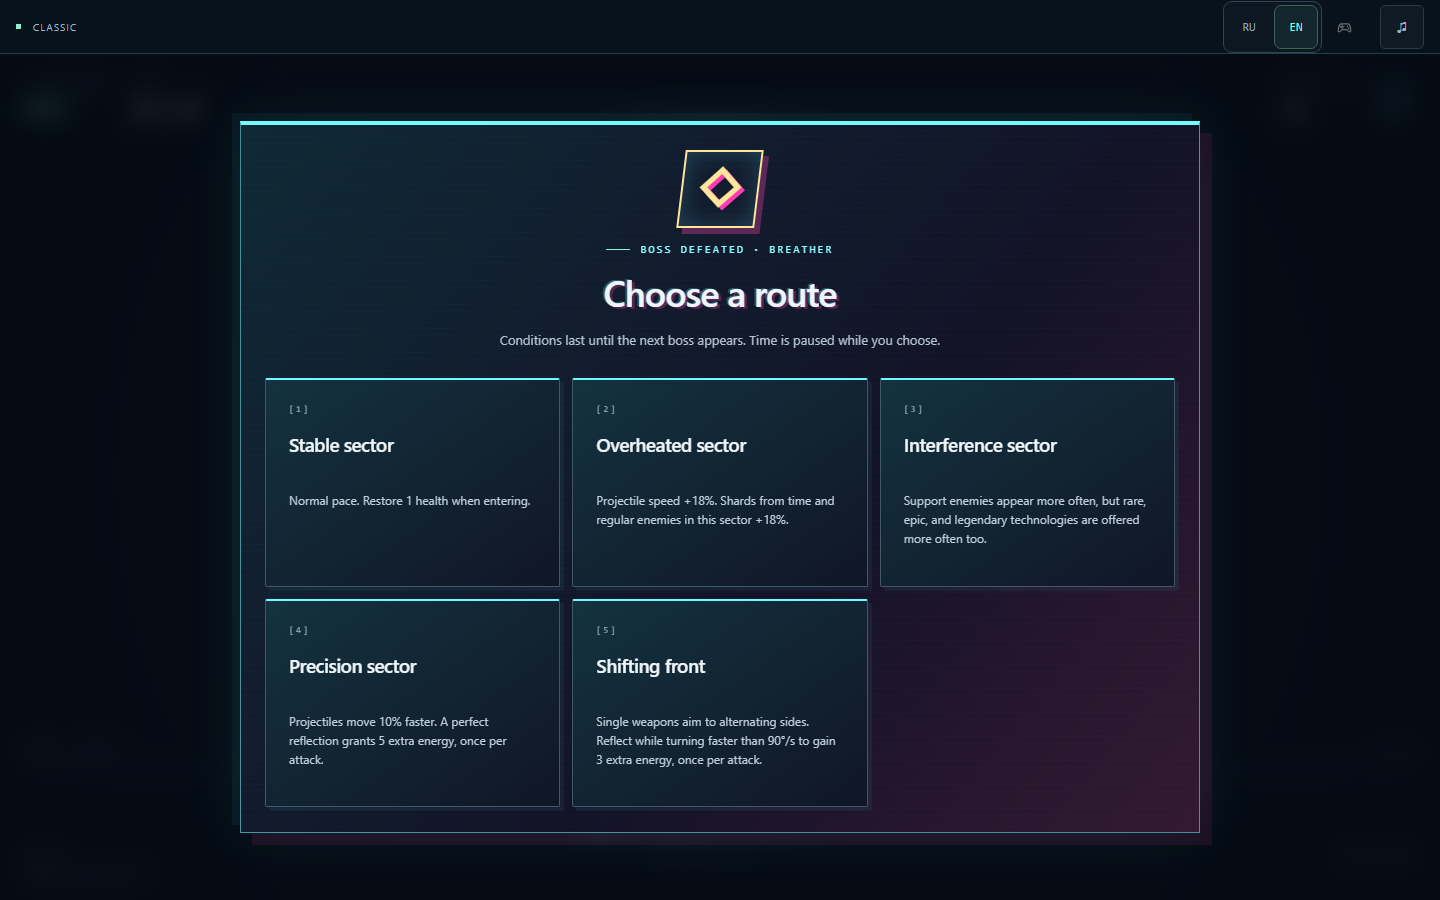 CLASSIC
RU
EN
BOSS DEFEATED · BREATHER
Choose a route
Conditions last until the next boss appears. Time is paused while you choose.
[1]
Stable sector
Normal pace. Restore 1 health when entering.
[2]
Overheated sector
Projectile speed +18%. Shards from time and
regular enemies in this sector +18%.
[3]
Interference sector
Support enemies appear more often, but rare,
epic, and legendary technologies are offered
more often too.
[4]
Precision sector
Projectiles move 10% faster. A perfect
reflection grants 5 extra energy, once per
attack.
[5]
Shifting front
Single weapons aim to alternating sides.
Reflect while turning faster than 90°/s to gain
3 extra energy, once per attack.